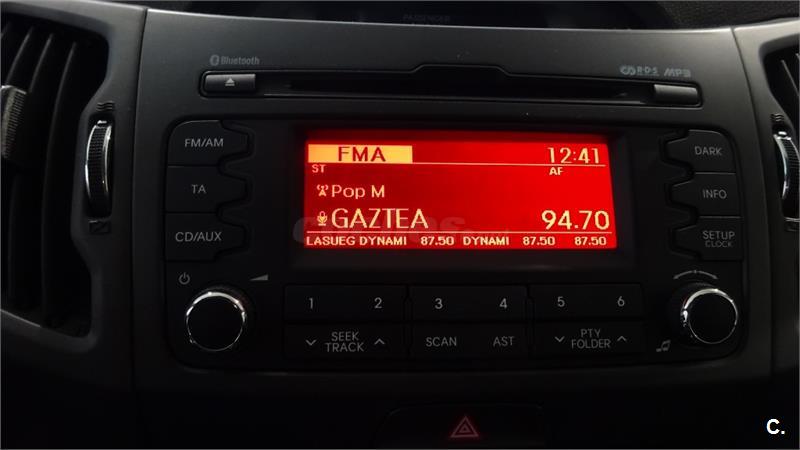 PASSENGER
Bluetooth
R·D·S MP3
FM/AM
TA
CD/AUX
FMA 12:41
ST AF
Pop M
GAZTEA 94.70
LASUEG DYNAMI 87.50 DYNAMI 87.50 87.50
DARK
INFO
SETUP
CLOCK
1 2 3 4 5 6
SEEK
TRACK
SCAN
AST
PTY
FOLDER
C.